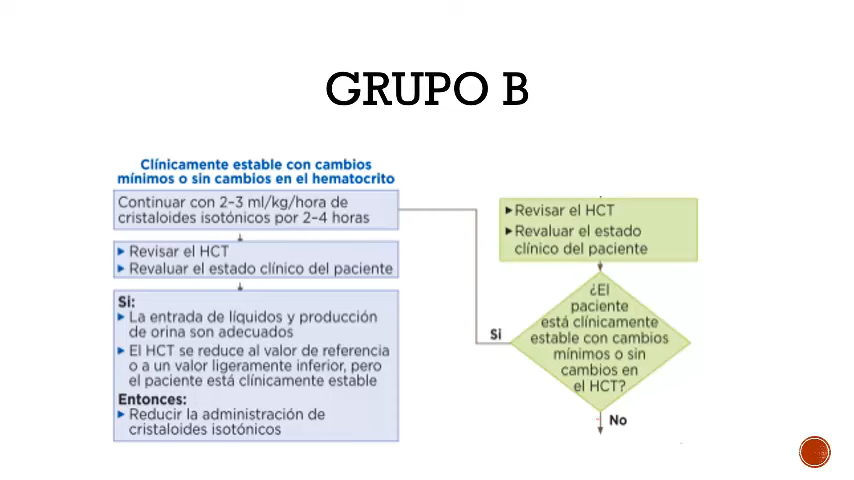 GRUPO B
Clínicamente estable con cambios
mínimos o sin cambios en el hematocrito
Continuar con 2–3 ml/kg/hora de
cristaloides isotónicos por 2–4 horas
▶ Revisar el HCT
▶ Revaluar el estado clínico del paciente
Si:
▶ La entrada de líquidos y producción
de orina son adecuados
▶ El HCT se reduce al valor de referencia
o a un valor ligeramente inferior, pero
el paciente está clínicamente estable
Entonces:
▶ Reducir la administración de
cristaloides isotónicos
▶ Revisar el HCT
▶ Revaluar el estado
clínico del paciente
¿El
paciente
está clínicamente
estable con cambios
mínimos o sin
cambios en
el HCT?
Si
No